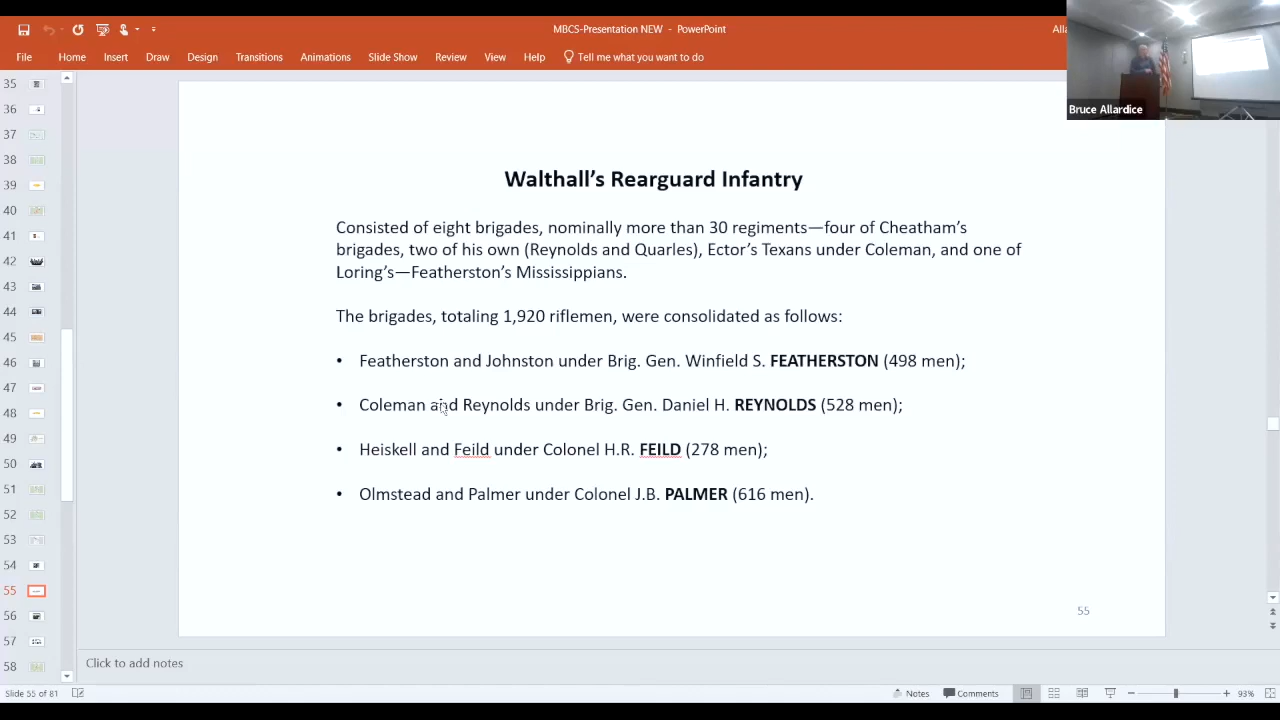 MBCS-Presentation NEW - PowerPoint
Alla
File Home Insert Draw Design Transitions Animations Slide Show Review View Help Tell me what you want to do
Bruce Allardice
35
36
37
38
39
40
41
42
43
44
45
46
47
48
49
50
51
52
53
54
55
56
57
58
Walthall's Rearguard Infantry
Consisted of eight brigades, nominally more than 30 regiments—four of Cheatham's
brigades, two of his own (Reynolds and Quarles), Ector's Texans under Coleman, and one of
Loring's—Featherston's Mississippians.
The brigades, totaling 1,920 riflemen, were consolidated as follows:
• Featherston and Johnston under Brig. Gen. Winfield S. FEATHERSTON (498 men);
• Coleman and Reynolds under Brig. Gen. Daniel H. REYNOLDS (528 men);
• Heiskell and Feild under Colonel H.R. FEILD (278 men);
• Olmstead and Palmer under Colonel J.B. PALMER (616 men).
55
Click to add notes
Slide 55 of 81
Notes Comments 93%